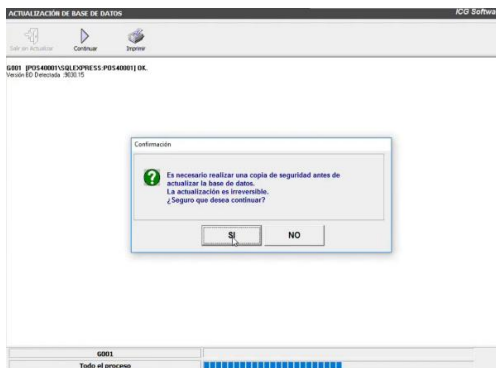 ACTUALIZACIÓN DE BASE DE DATOS
ICG Softwa
Salir sin Actualizar
Continuar
Imprimir
G001 [POS40001\SQLEXPRESS:POS40001] OK.
Versión BD Detectada :9030.15
Confirmación
Es necesario realizar una copia de seguridad antes de
actualizar la base de datos.
La actualización es irreversible.
¿Seguro que desea continuar?
SI
NO
G001
Todo el proceso